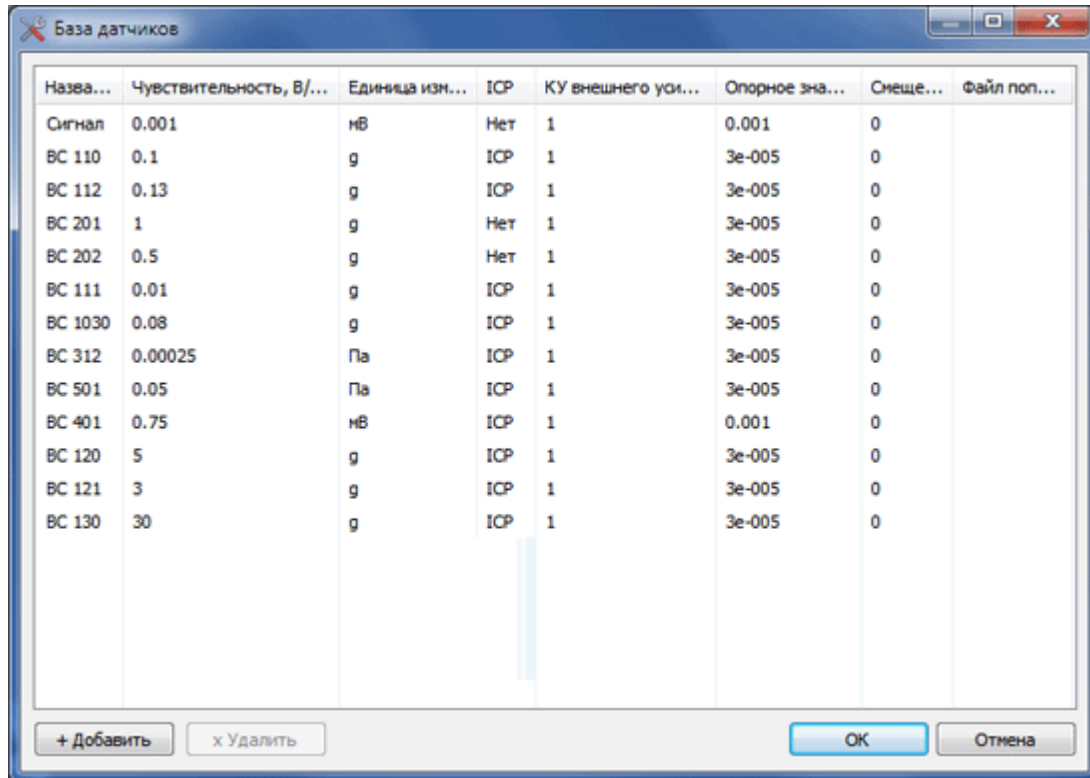 База датчиков
Назва... Чувствительность, В/... Единица изм... ICP КУ внешнего уси... Опорное зна... Смеще... Файл поп...
Сигнал 0.001 мВ Нет 1 0.001 0
ВС 110 0.1 g ICP 1 3e-005 0
ВС 112 0.13 g ICP 1 3e-005 0
ВС 201 1 g Нет 1 3e-005 0
ВС 202 0.5 g Нет 1 3e-005 0
ВС 111 0.01 g ICP 1 3e-005 0
ВС 1030 0.08 g ICP 1 3e-005 0
ВС 312 0.00025 Па ICP 1 3e-005 0
ВС 501 0.05 Па ICP 1 3e-005 0
ВС 401 0.75 мВ ICP 1 0.001 0
ВС 120 5 g ICP 1 3e-005 0
ВС 121 3 g ICP 1 3e-005 0
ВС 130 30 g ICP 1 3e-005 0
+ Добавить x Удалить OK Отмена